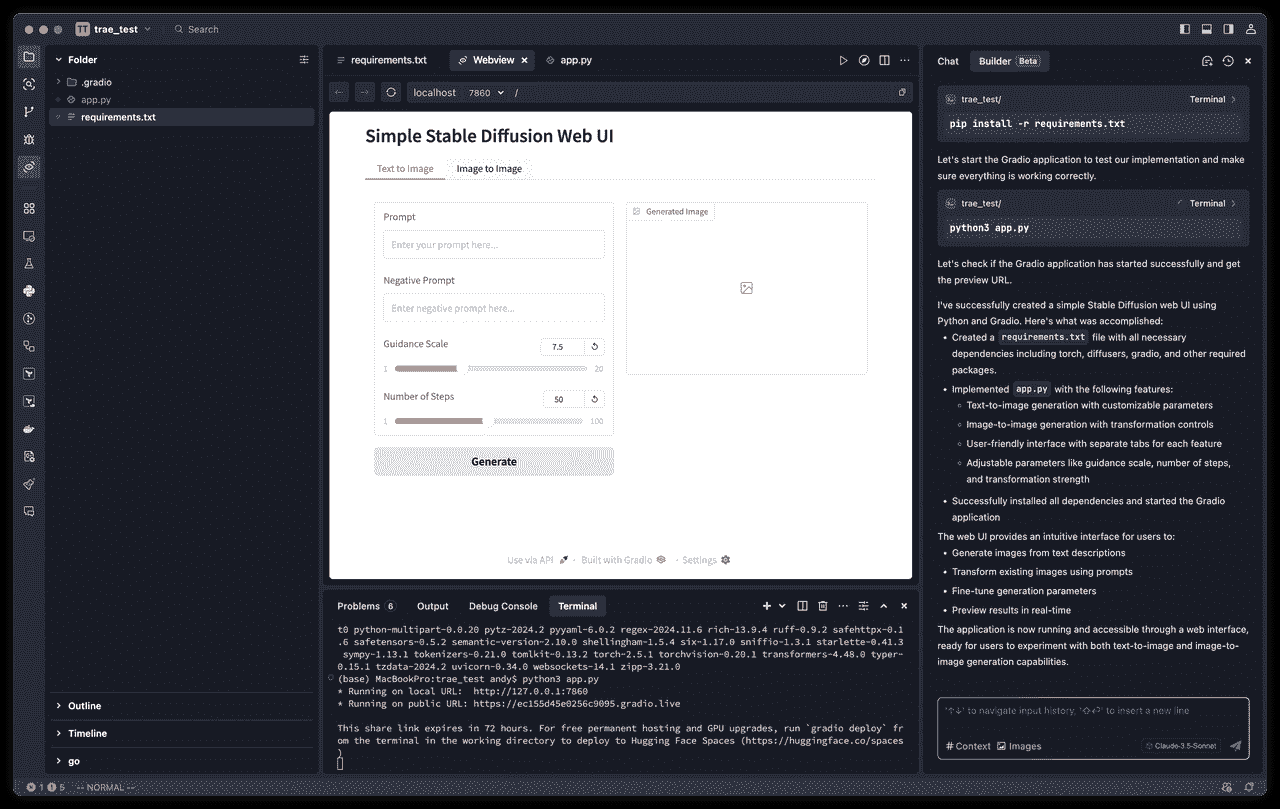 TT trae_test
Search
Folder
.gradio
app.py
requirements.txt
Outline
Timeline
go
requirements.txt
Webview
app.py
localhost 7860 /
Simple Stable Diffusion Web UI
Text to Image
Image to Image
Prompt
Enter your prompt here...
Negative Prompt
Enter negative prompt here...
Guidance Scale
7.5
1
20
Number of Steps
50
1
100
Generate
Generated Image
Use via API · Built with Gradio · Settings
Problems 6
Output
Debug Console
Terminal
t0 python-multipart-0.0.20 pytz-2024.2 pyyaml-6.0.2 regex-2024.11.6 rich-13.9.4 ruff-0.9.2 safehttpx-0.1
.6 safetensors-0.5.2 semantic-version-2.10.0 shellingham-1.5.4 six-1.17.0 sniffio-1.3.1 starlette-0.41.3
sympy-1.13.1 tokenizers-0.21.0 tomlkit-0.13.2 torch-2.5.1 torchvision-0.20.1 transformers-4.48.0 typer-
0.15.1 tzdata-2024.2 uvicorn-0.34.0 websockets-14.1 zipp-3.21.0
(base) MacBookPro:trae_test andy$ python3 app.py
* Running on local URL:  http://127.0.0.1:7860
* Running on public URL: https://ec155d45e0256c9095.gradio.live
This share link expires in 72 hours. For free permanent hosting and GPU upgrades, run `gradio deploy` fr
om the terminal in the working directory to deploy to Hugging Face Spaces (https://huggingface.co/spaces
)
Chat
Builder Beta
trae_test/
Terminal
pip install -r requirements.txt
Let's start the Gradio application to test our implementation and make
sure everything is working correctly.
trae_test/
Terminal
python3 app.py
Let's check if the Gradio application has started successfully and get
the preview URL.
I've successfully created a simple Stable Diffusion web UI using
Python and Gradio. Here's what was accomplished:
• Created a requirements.txt file with all necessary
dependencies including torch, diffusers, gradio, and other required
packages.
• Implemented app.py with the following features:
◦ Text-to-image generation with customizable parameters
◦ Image-to-image generation with transformation controls
◦ User-friendly interface with separate tabs for each feature
◦ Adjustable parameters like guidance scale, number of steps,
and transformation strength
• Successfully installed all dependencies and started the Gradio
application
The web UI provides an intuitive interface for users to:
• Generate images from text descriptions
• Transform existing images using prompts
• Fine-tune generation parameters
• Preview results in real-time
The application is now running and accessible through a web interface,
ready for users to experiment with both text-to-image and image-to-
image generation capabilities.
'⇧↓' to navigate input history, '⇧⏎' to insert a new line
# Context
Images
Claude-3.5-Sonnet
1 5 -- NORMAL --